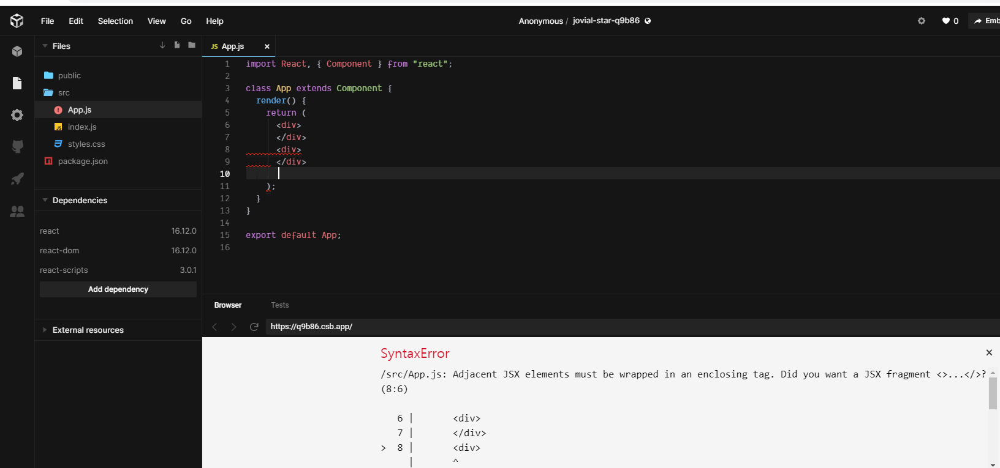 File Edit Selection View Go Help
Anonymous / jovial-star-q9b86
0
Emb
Files
public
src
App.js
JS index.js
styles.css
package.json
Dependencies
react 16.12.0
react-dom 16.12.0
react-scripts 3.0.1
Add dependency
External resources
JS App.js ×
1 import React, { Component } from "react";
2
3 class App extends Component {
4 render() {
5 return (
6 <div>
7 </div>
8 <div>
9 </div>
10
11 );
12 }
13 }
14
15 export default App;
16
Browser Tests
https://q9b86.csb.app/
SyntaxError ×
/src/App.js: Adjacent JSX elements must be wrapped in an enclosing tag. Did you want a JSX fragment <>...</>?
(8:6)
6 | <div>
7 | </div>
> 8 | <div>
| ^